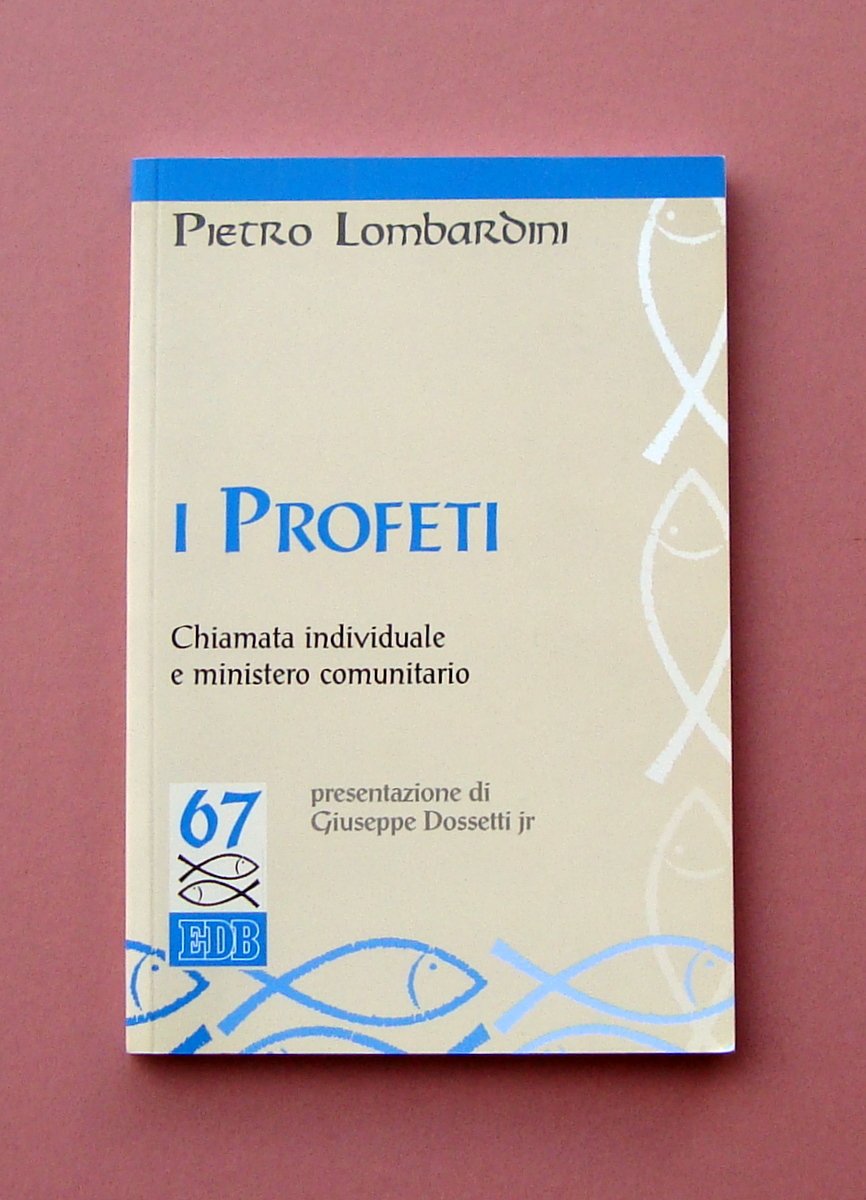 Pietro Lombardini
I PROFETI
Chiamata individuale
e ministero comunitario
67
presentazione di
Giuseppe Dossetti jr
EDB